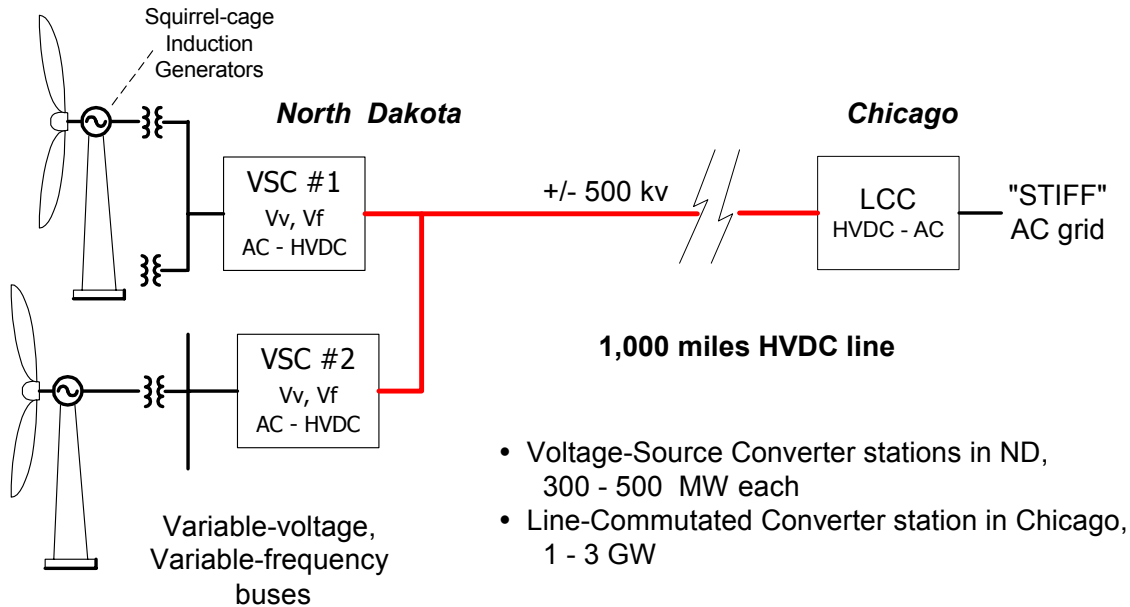 Squirrel-cage
Induction
Generators
North Dakota
Chicago
VSC #1
Vv, Vf
AC - HVDC
+/- 500 kv
LCC
HVDC - AC
"STIFF"
AC grid
VSC #2
Vv, Vf
AC - HVDC
1,000 miles HVDC line
Variable-voltage,
Variable-frequency
buses
• Voltage-Source Converter stations in ND,
300 - 500 MW each
• Line-Commutated Converter station in Chicago,
1 - 3 GW